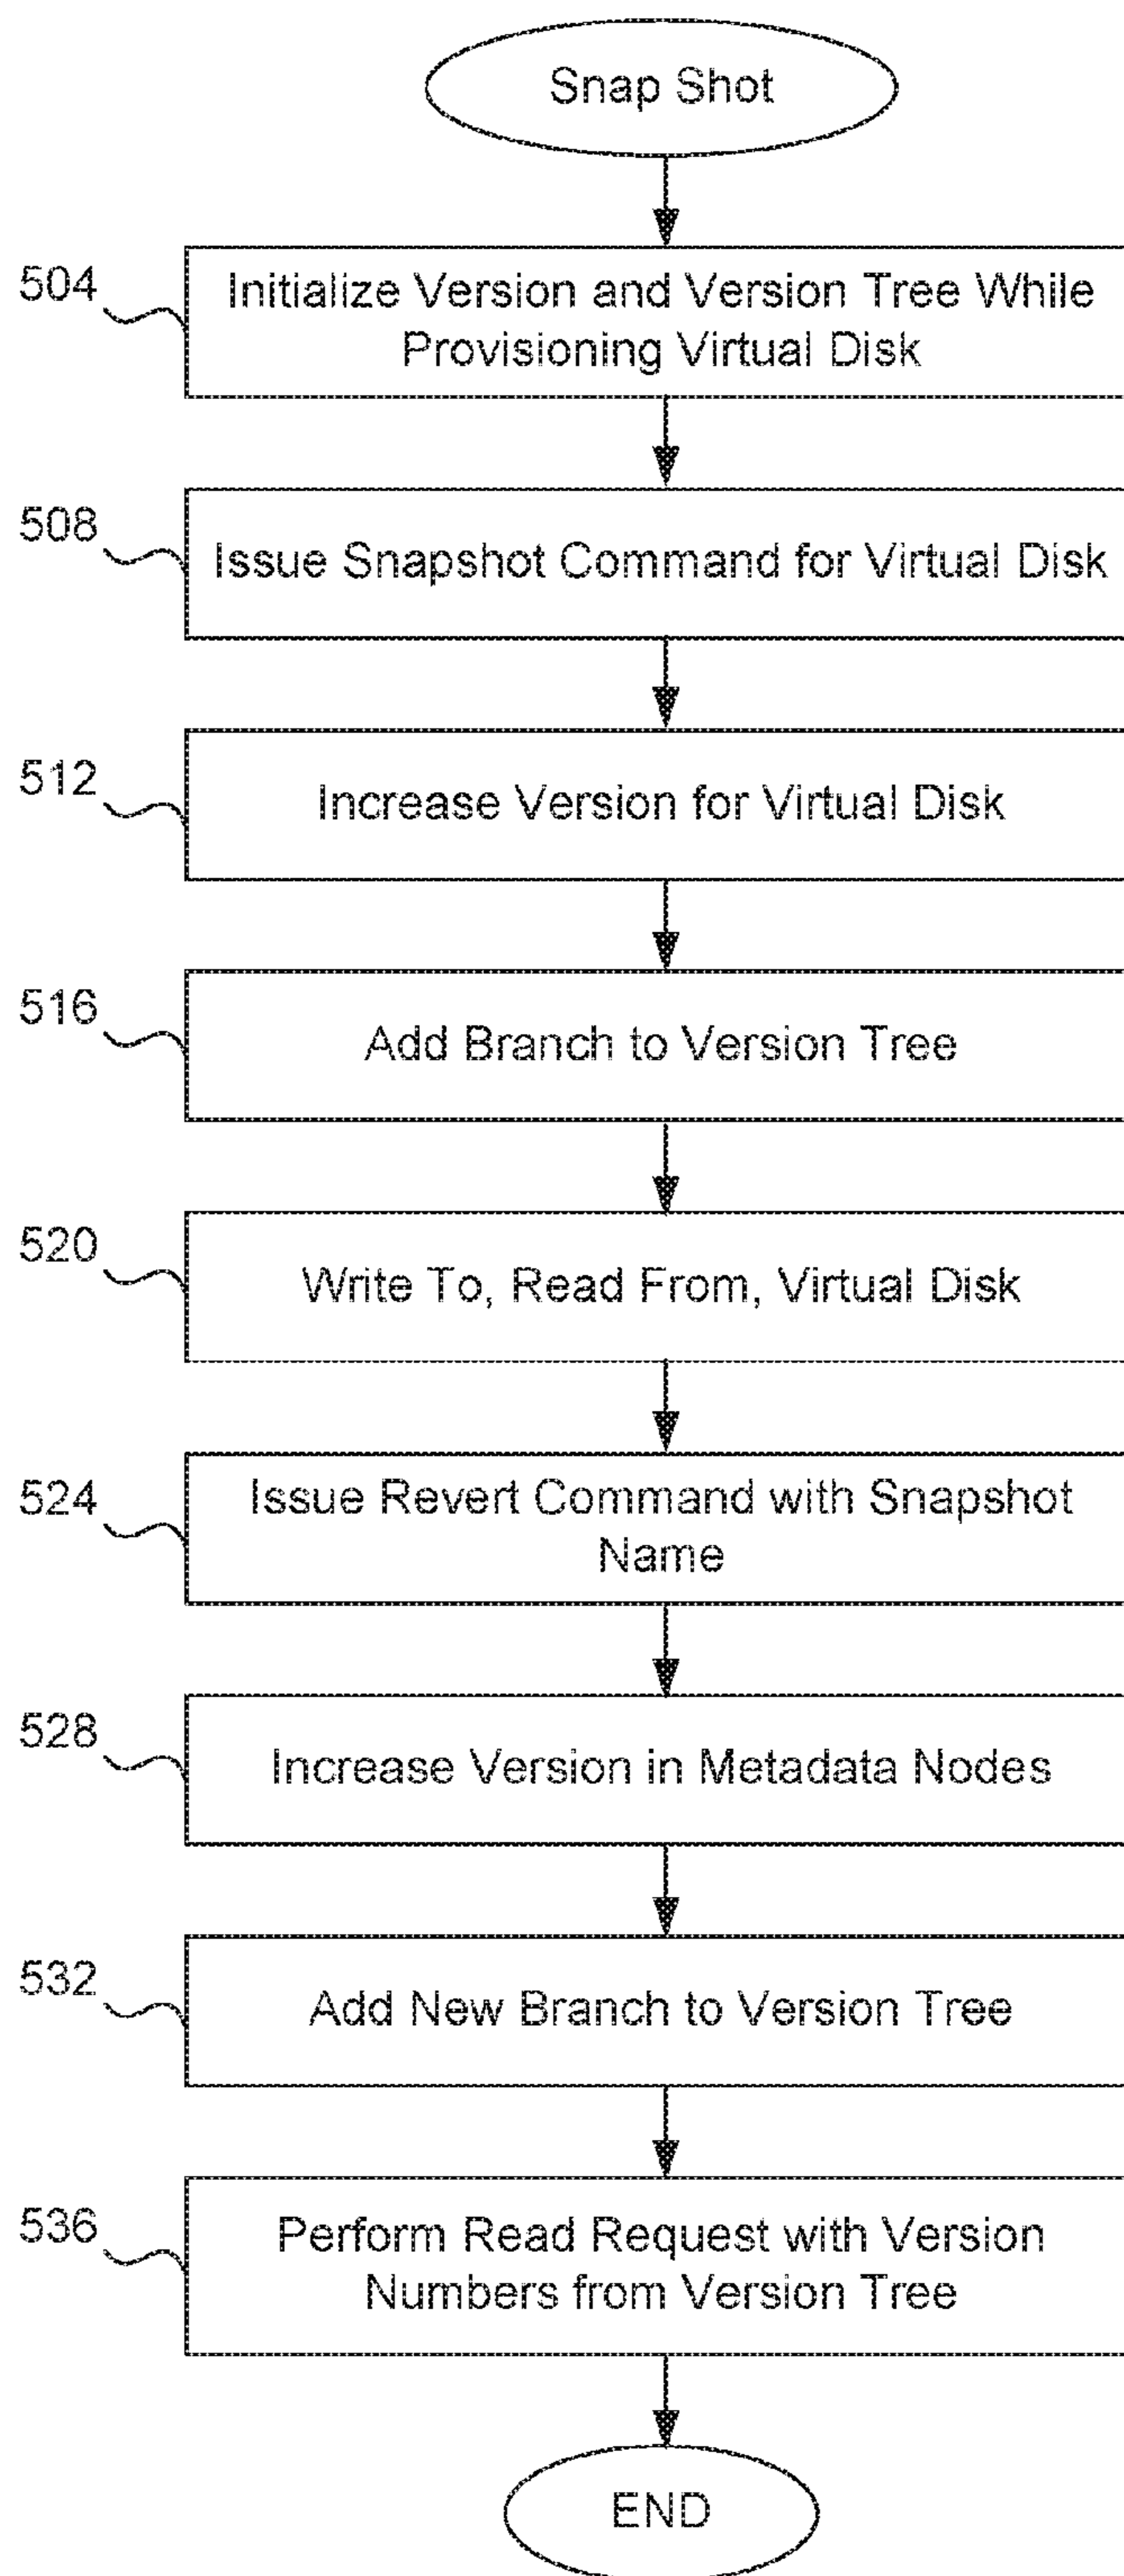 Snap Shot
504
Initialize Version and Version Tree While
Provisioning Virtual Disk
508
Issue Snapshot Command for Virtual Disk
512
Increase Version for Virtual Disk
516
Add Branch to Version Tree
520
Write To, Read From, Virtual Disk
524
Issue Revert Command with Snapshot
Name
528
Increase Version in Metadata Nodes
532
Add New Branch to Version Tree
536
Perform Read Request with Version
Numbers from Version Tree
END